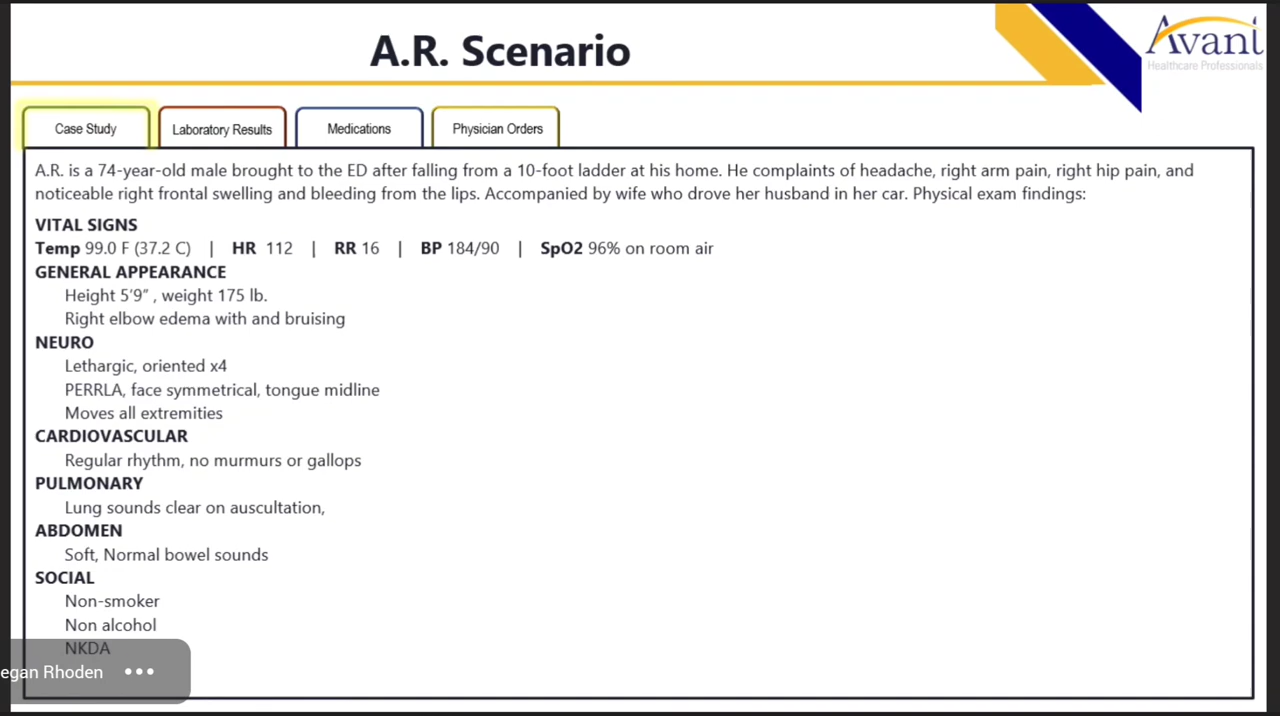 A.R. Scenario
Avant
Healthcare Professionals
Case Study
Laboratory Results
Medications
Physician Orders
A.R. is a 74-year-old male brought to the ED after falling from a 10-foot ladder at his home. He complaints of headache, right arm pain, right hip pain, and
noticeable right frontal swelling and bleeding from the lips. Accompanied by wife who drove her husband in her car. Physical exam findings:
VITAL SIGNS
Temp 99.0 F (37.2 C) | HR 112 | RR 16 | BP 184/90 | SpO2 96% on room air
GENERAL APPEARANCE
Height 5'9" , weight 175 lb.
Right elbow edema with and bruising
NEURO
Lethargic, oriented x4
PERRLA, face symmetrical, tongue midline
Moves all extremities
CARDIOVASCULAR
Regular rhythm, no murmurs or gallops
PULMONARY
Lung sounds clear on auscultation,
ABDOMEN
Soft, Normal bowel sounds
SOCIAL
Non-smoker
Non alcohol
NKDA
egan Rhoden •••